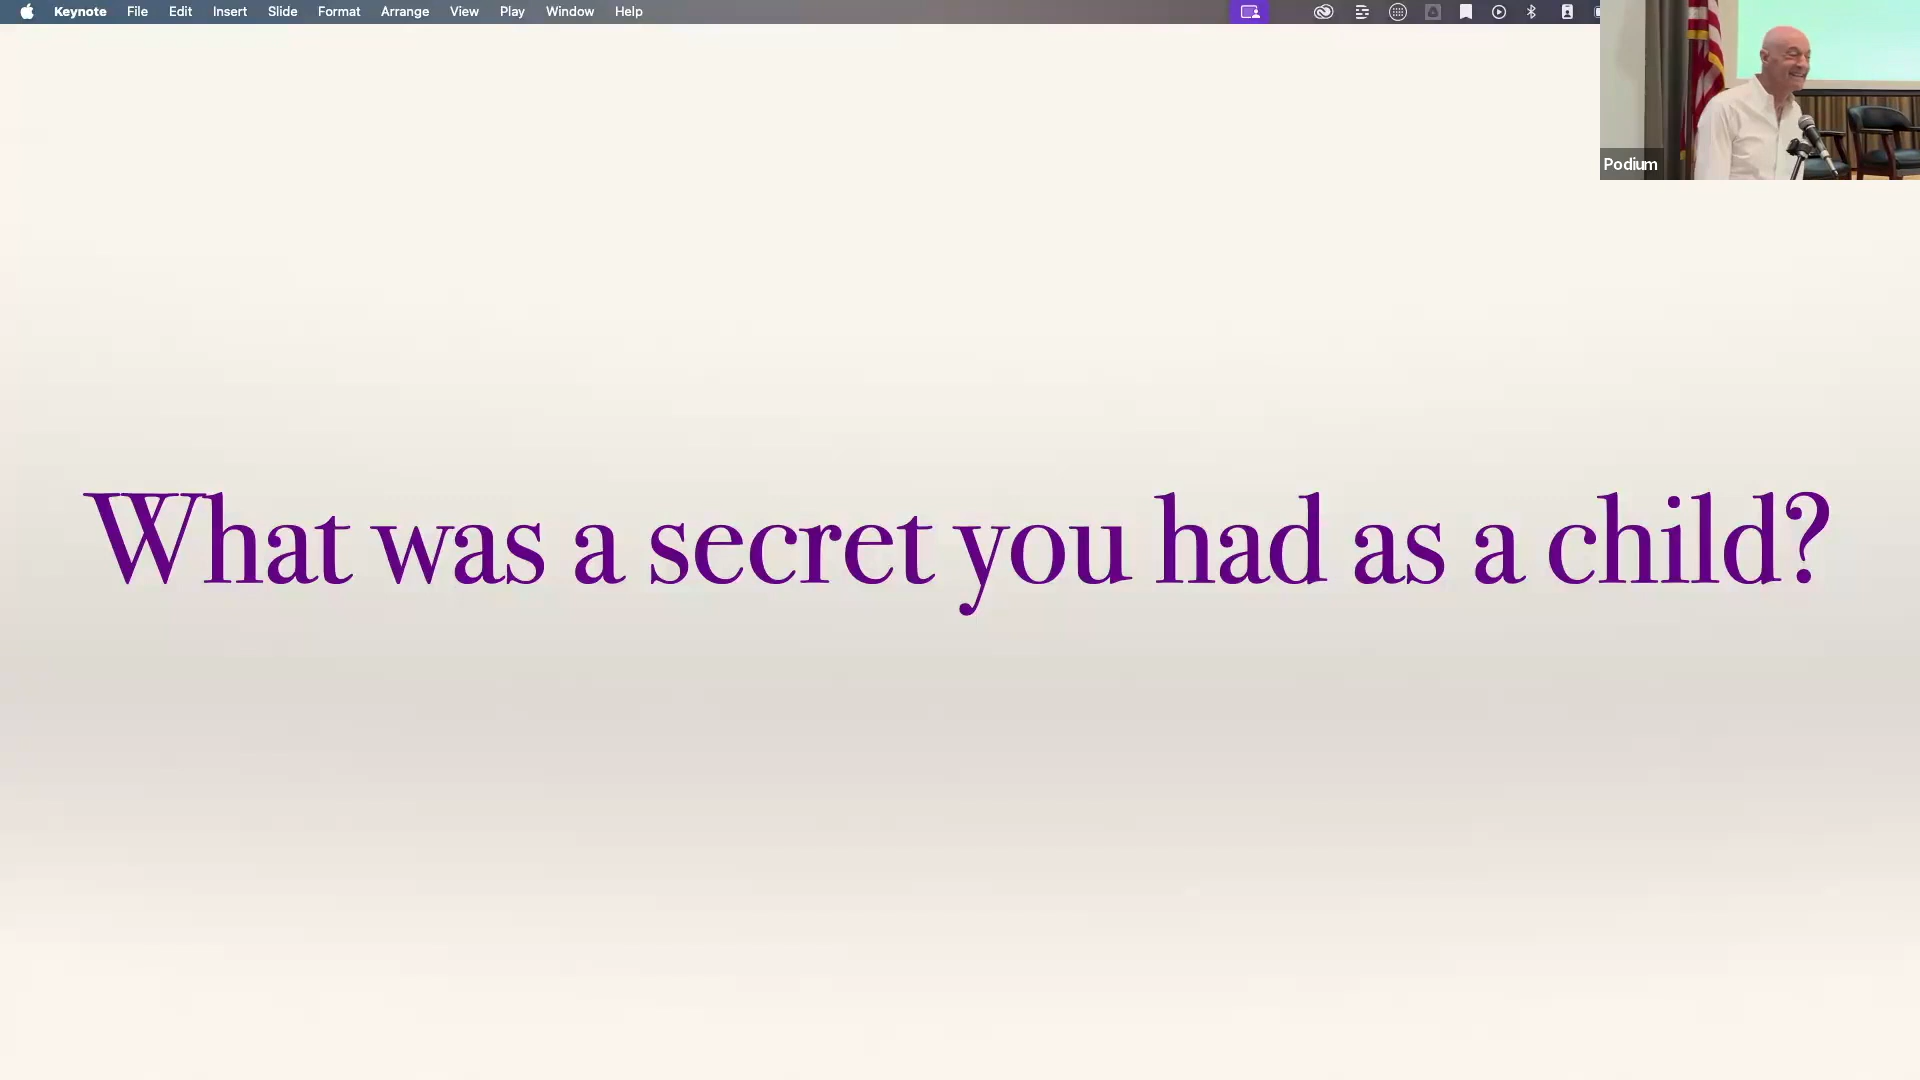 Keynote File Edit Insert Slide Format Arrange View Play Window Help
Podium
What was a secret you had as a child?